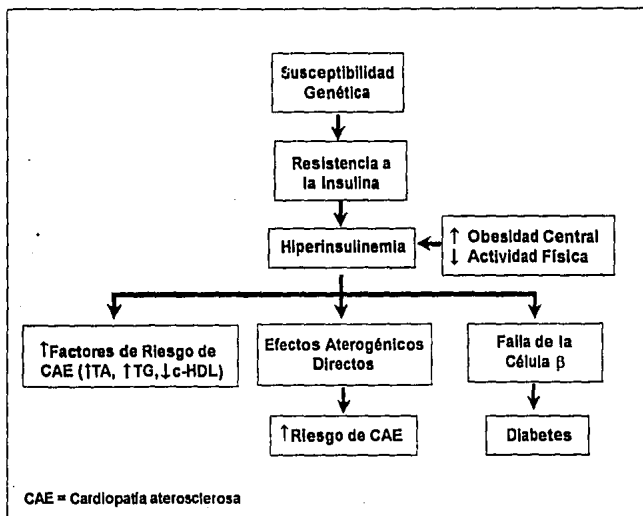 Susceptibilidad
Genética
Resistencia a
la Insulina
Hiperinsulinemia
↑ Obesidad Central
↓ Actividad Física
↑Factores de Riesgo de
CAE (↑TA, ↑TG,↓c-HDL)
Efectos Aterogénicos
Directos
Falla de la
Célula β
↑Riesgo de CAE
Diabetes
CAE = Cardiopatía aterosclerosa